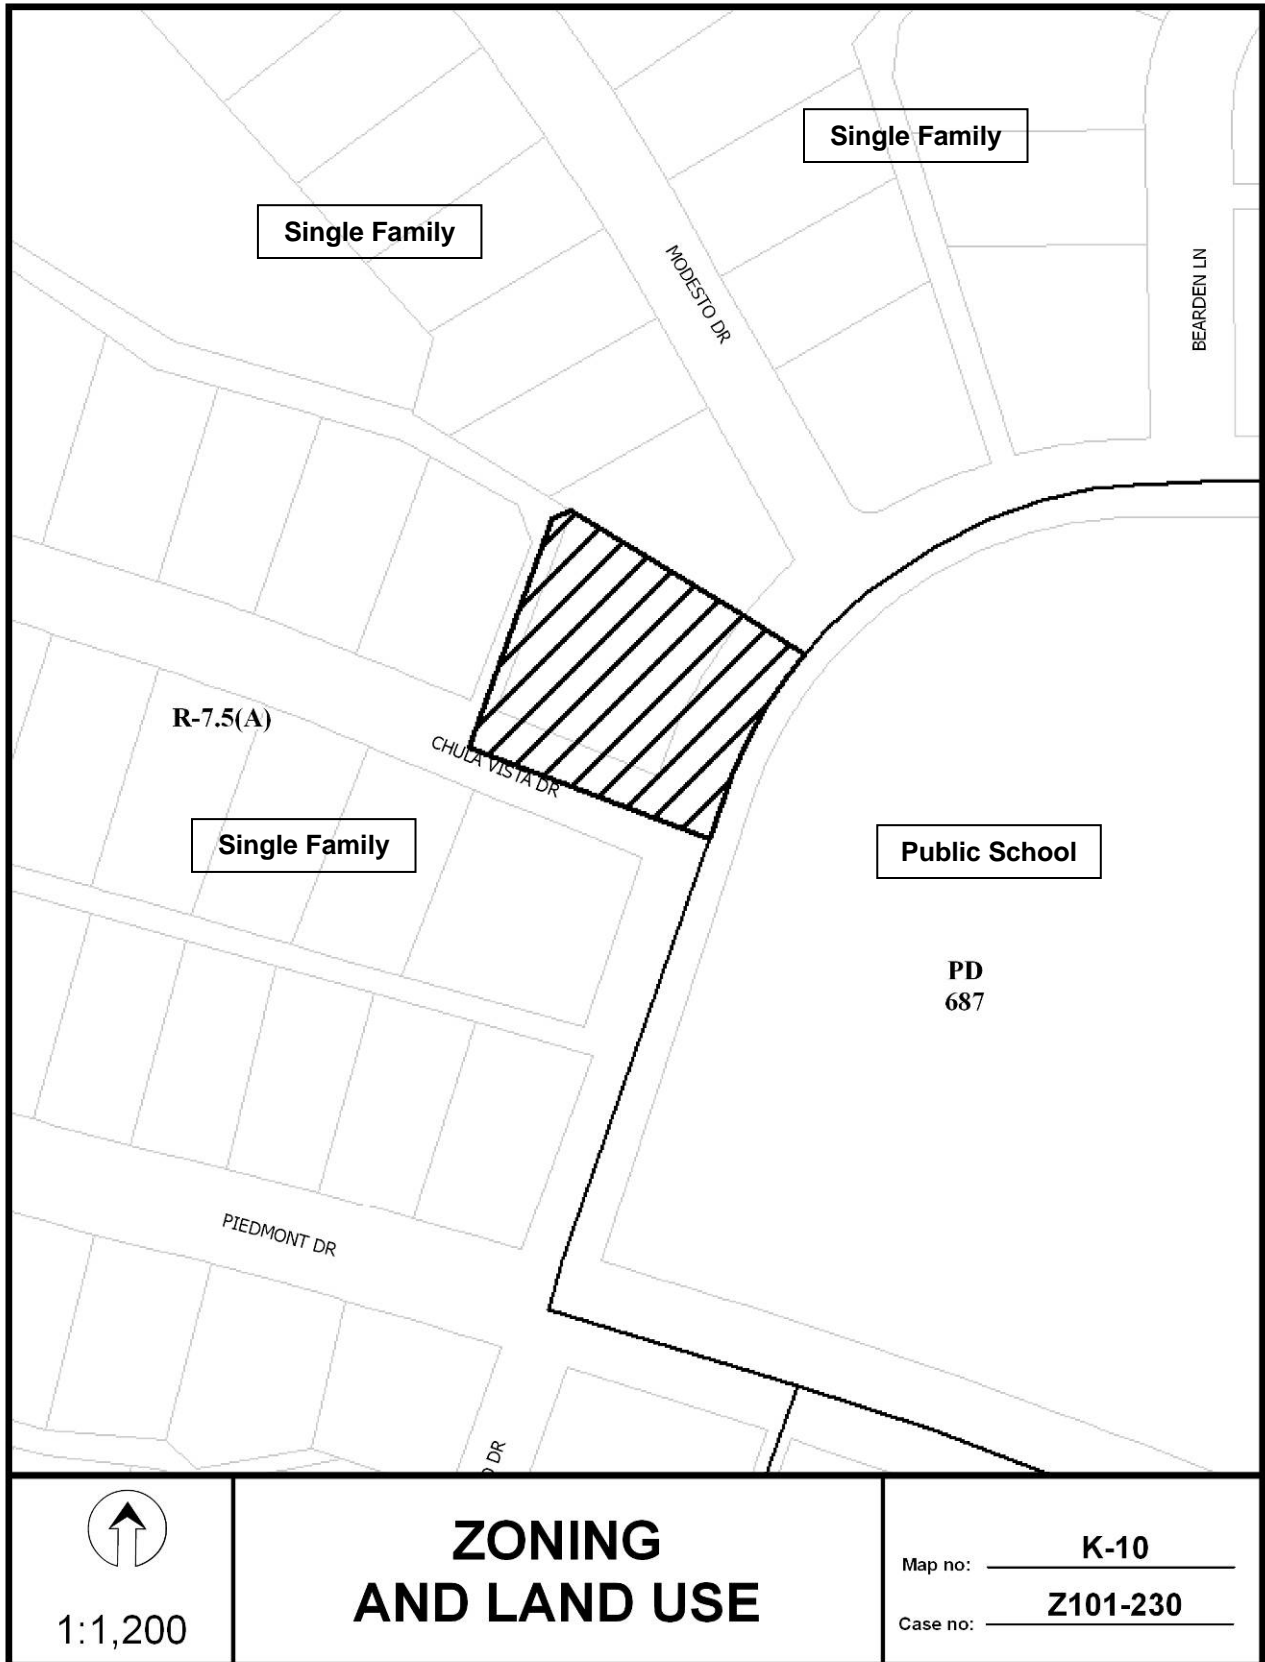 Single Family
Single Family
MODESTO DR
BEARDEN LN
R-7.5(A)
CHULA VISTA DR
Single Family
Public School
PD
687
PIEDMONT DR
DR
1:1,200
ZONING
AND LAND USE
Map no: K-10
Case no: Z101-230